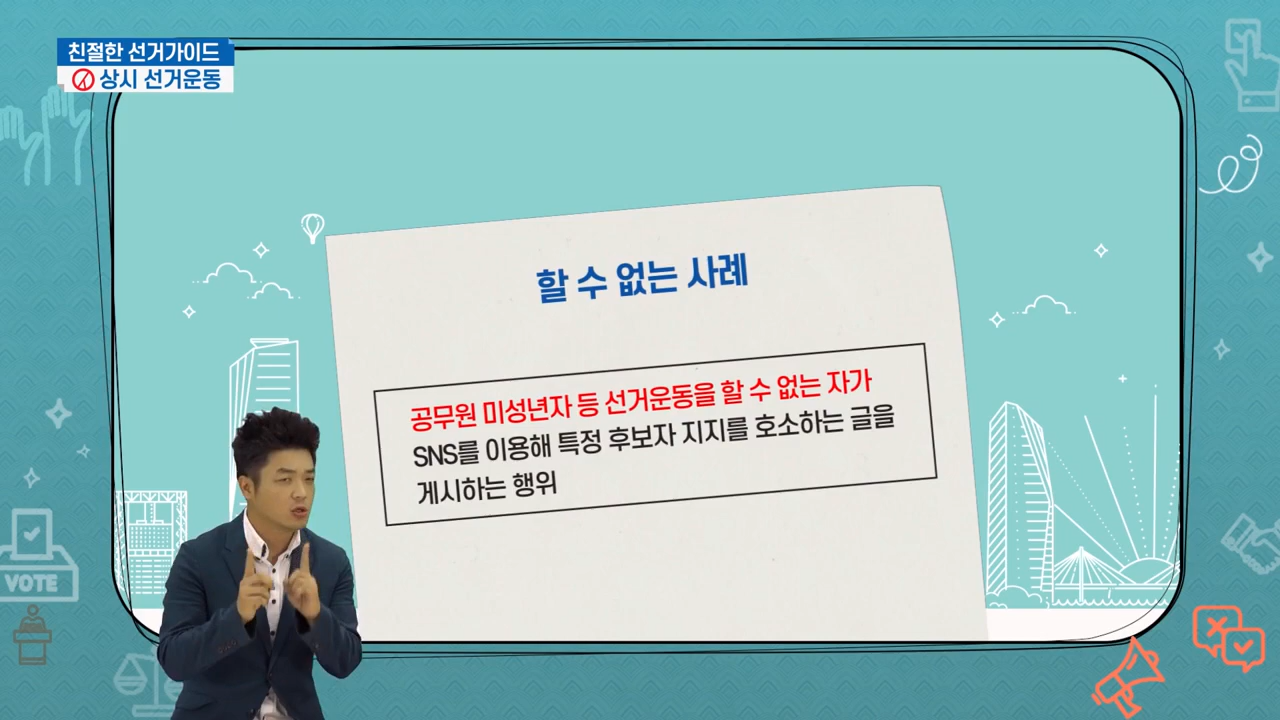 친절한 선거가이드
상시 선거운동
할 수 없는 사례
공무원 미성년자 등 선거운동을 할 수 없는 자가
SNS를 이용해 특정 후보자 지지를 호소하는 글을
게시하는 행위
VOTE